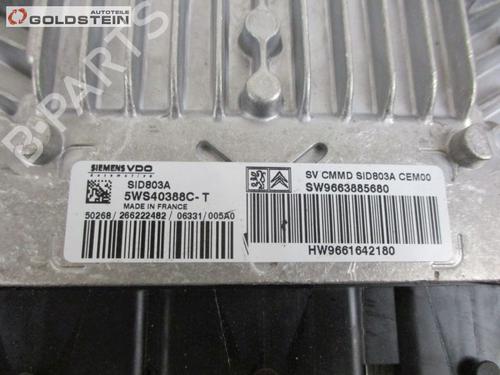 GOLDSTEIN
B-PARTS
SIEMENS VDO
Automotive
SID803A
5WS40388C-T
MADE IN FRANCE
50268/266222482/06331/005A0
SV CMMD SID803A CEM00
SW9663885680
HW9661642180